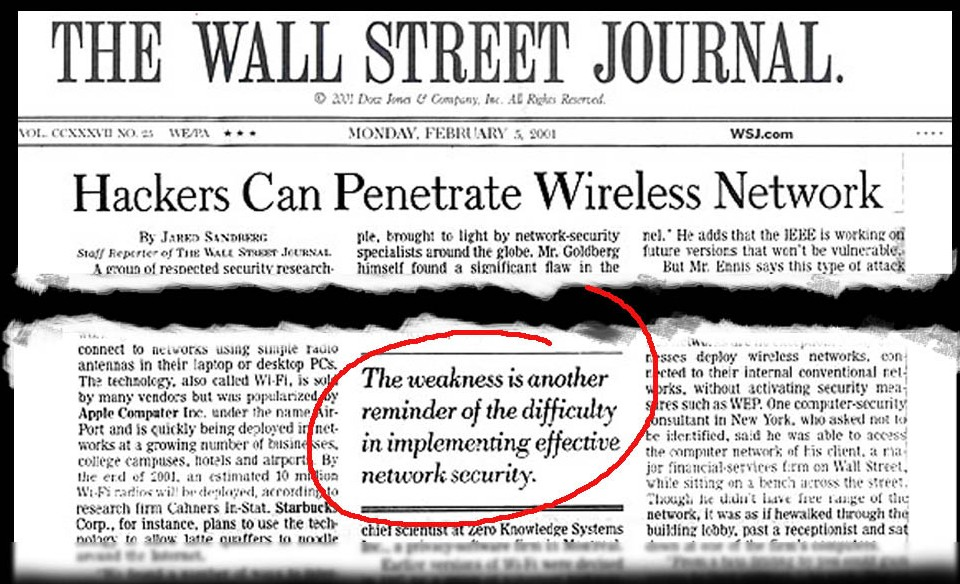 THE WALL STREET JOURNAL.
© 2001 Dow Jones & Company, Inc. All Rights Reserved.
VOL. CCXXXVII NO. 25 WE/PA ★★★ MONDAY, FEBRUARY 5, 2001 WSJ.com ····
Hackers Can Penetrate Wireless Network
By JARED SANDBERG
Staff Reporter of THE WALL STREET JOURNAL
A group of respected security research-
ple, brought to light by network-security
specialists around the globe. Mr. Goldberg
himself found a significant flaw in the
nel." He adds that the IEEE is working on
future versions that won't be vulnerable.
But Mr. Ennis says this type of attack
connect to networks using simple radio
antennas in their laptop or desktop PCs.
The technology, also called Wi-Fi, is sold
by many vendors but was popularized by
Apple Computer Inc. under the name Air-
Port and is quickly being deployed in net-
works at a growing number of businesses,
college campuses, hotels and airports. By
the end of 2001, an estimated 10 million
Wi-Fi radios will be deployed, according to
research firm Cahners In-Stat. Starbucks
Corp., for instance, plans to use the tech-
nology to allow latte quaffers to noodle
around the Internet.
The weakness is another
reminder of the difficulty
in implementing effective
network security.
chief scientist at Zero Knowledge Systems
Inc., a privacy-software firm in Montreal.
Earlier versions of Wi-Fi were devised
nesses deploy wireless networks, con-
nected to their internal conventional net-
works, without activating security mea-
sures such as WEP. One computer-security
consultant in New York, who asked not to
be identified, said he was able to access
the computer network of his client, a ma-
jor financial-services firm on Wall Street,
while sitting on a bench across the street.
Though he didn't have free range of the
network, it was as if hewalked through the
building lobby, past a receptionist and sat
down at one of the firm's computers.